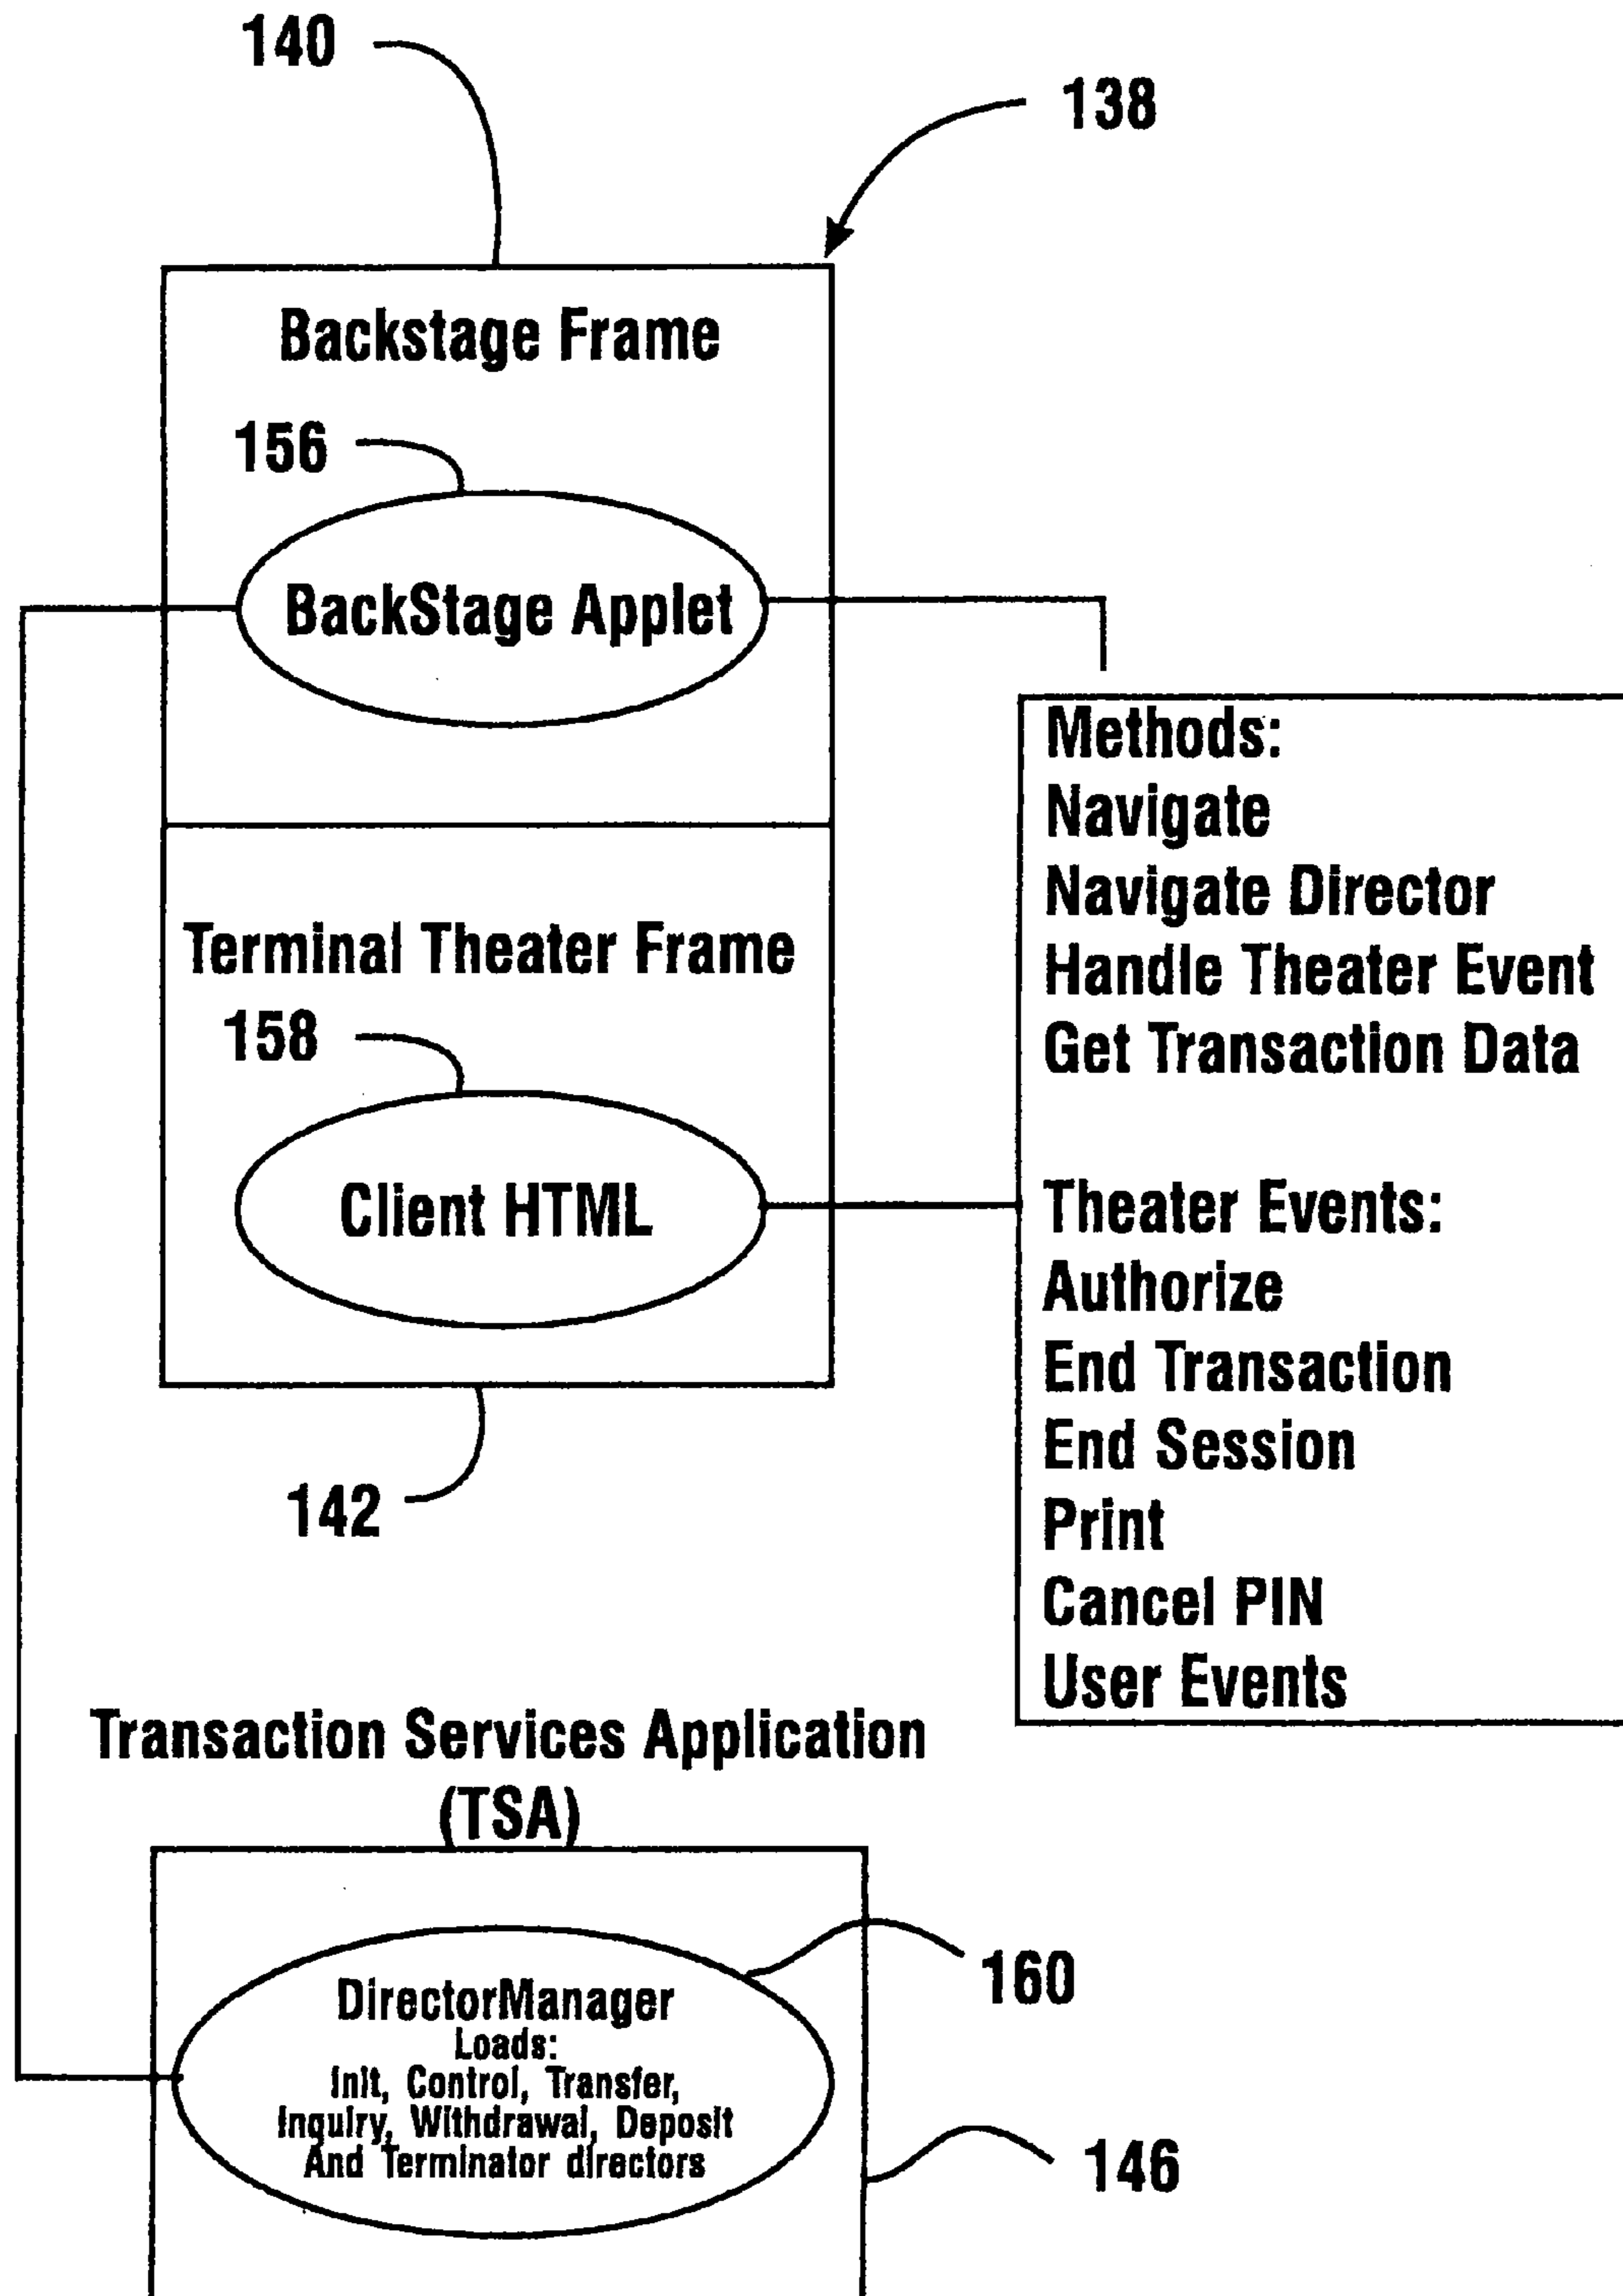 140
138
Backstage Frame
156
BackStage Applet
Methods:
Navigate
Navigate Director
Handle Theater Event
Get Transaction Data
Terminal Theater Frame
158
Client HTML
Theater Events:
Authorize
End Transaction
End Session
Print
Cancel PIN
User Events
142
Transaction Services Application
(TSA)
DirectorManager
Loads:
Init, Control, Transfer,
Inquiry, Withdrawal, Deposit
And Terminator directors
160
146